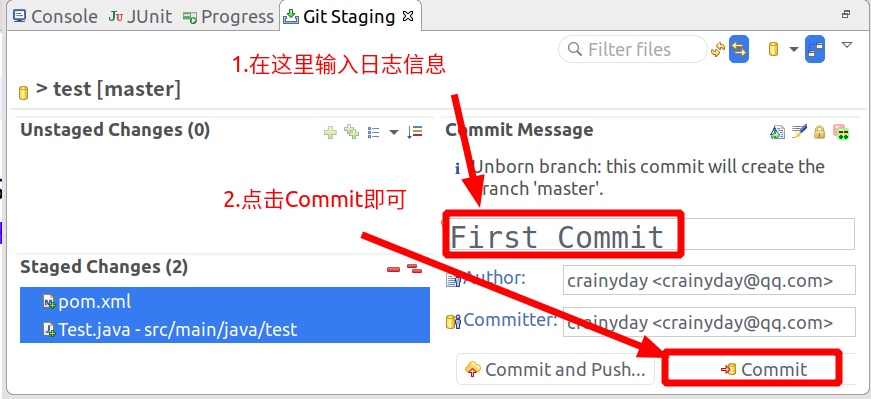 Console JUnit Progress Git Staging
1.在这里输入日志信息
Filter files
> test [master]
Unstaged Changes (0)
Commit Message
Unborn branch: this commit will create the
branch 'master'.
2.点击Commit即可
First Commit
Staged Changes (2)
pom.xml
Test.java - src/main/java/test
Author:
crainyday <crainyday@qq.com>
Committer:
crainyday <crainyday@qq.com>
Commit and Push...
Commit